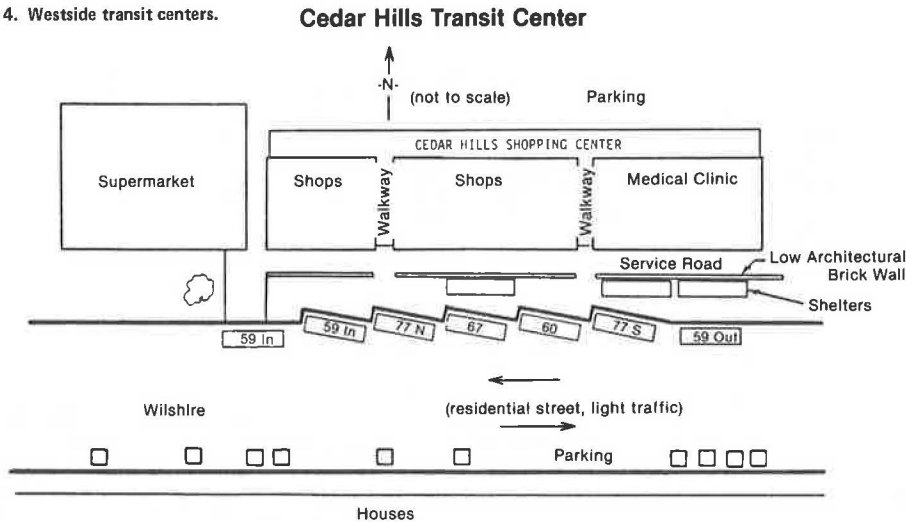 4. Westside transit centers.
Cedar Hills Transit Center
-N-
(not to scale)
Parking
CEDAR HILLS SHOPPING CENTER
Supermarket
Shops
Walkway
Shops
Walkway
Medical Clinic
Service Road
Low Architectural
Brick Wall
Shelters
59 In
59 In
77 N
67
60
77 S
59 Out
Wilshire
(residential street, light traffic)
Parking
Houses